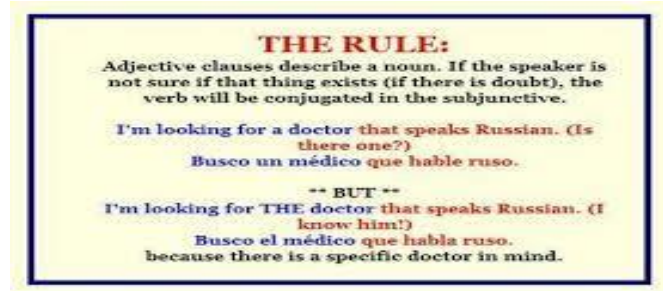 THE RULE:
Adjective clauses describe a noun. If the speaker is
not sure if that thing exists (if there is doubt), the
verb will be conjugated in the subjunctive.
I'm looking for a doctor that speaks Russian. (Is
there one?)
Busco un médico que hable ruso.
** BUT **
I'm looking for THE doctor that speaks Russian. (I
know him!)
Busco el médico que habla ruso.
because there is a specific doctor in mind.